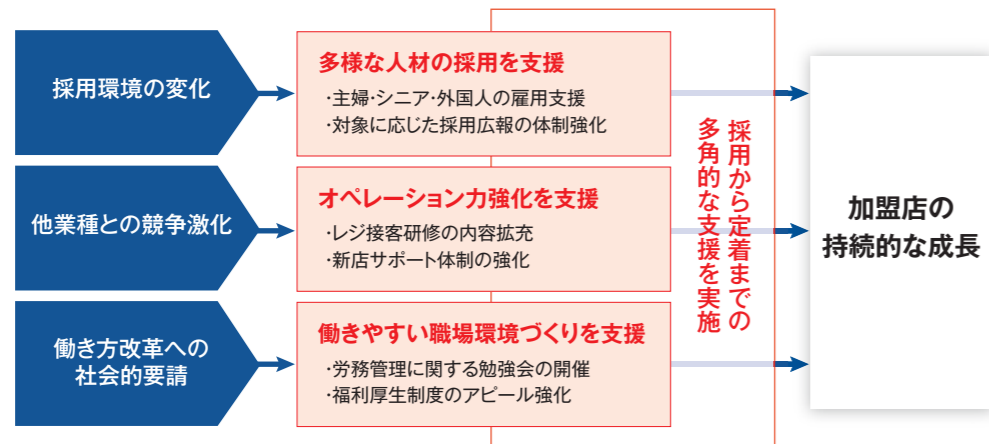 採用環境の変化
多様な人材の採用を支援
・主婦・シニア・外国人の雇用支援
・対象に応じた採用広報の体制強化
他業種との競争激化
オペレーション力強化を支援
・レジ接客研修の内容拡充
・新店サポート体制の強化
働き方改革への
社会的要請
働きやすい職場環境づくりを支援
・労務管理に関する勉強会の開催
・福利厚生制度のアピール強化
採用から定着までの
多角的な支援を実施
加盟店の
持続的な成長